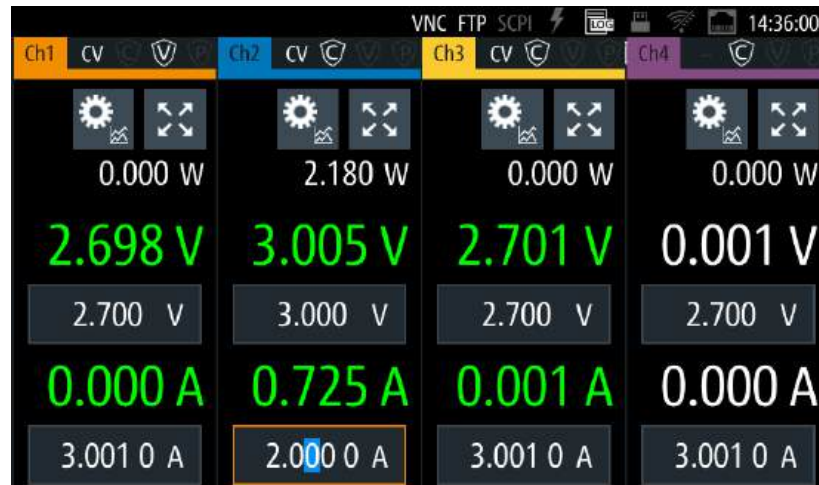 VNC FTP SCPI LOG 14:36:00
Ch1 CV C V P Ch2 CV C V P Ch3 CV C V P Ch4 C V P
0.000 W 2.180 W 0.000 W 0.000 W
2.698 V 3.005 V 2.701 V 0.001 V
2.700 V 3.000 V 2.700 V 2.700 V
0.000 A 0.725 A 0.001 A 0.000 A
3.001 0 A 2.000 0 A 3.001 0 A 3.001 0 A